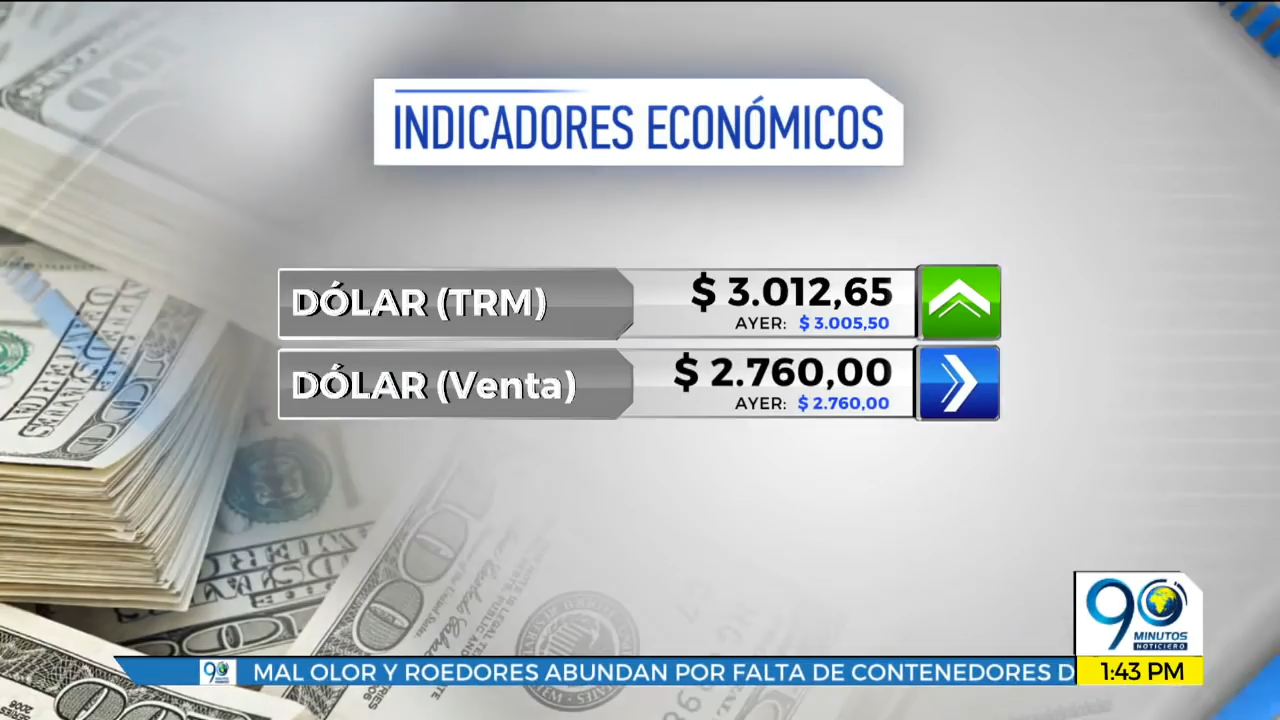 INDICADORES ECONÓMICOS
DÓLAR (TRM)
$ 3.012,65
AYER: $ 3.005,50
DÓLAR (Venta)
$ 2.760,00
AYER: $ 2.760,00
90
MINUTOS
NOTICIERO
90 MAL OLOR Y ROEDORES ABUNDAN POR FALTA DE CONTENEDORES D
1:43 PM